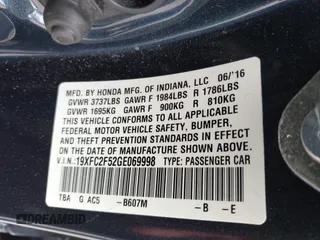 MFD. BY HONDA MFG. OF INDIANA, LLC 06/'16
GVWR 3737LBS GAWR F 1984LBS R 1786LBS
GVWR 1695KG GAWR F 900KG R 810KG
THIS VEHICLE CONFORMS TO ALL APPLICABLE
FEDERAL MOTOR VEHICLE SAFETY, BUMPER,
AND THEFT PREVENTION STANDARDS IN EFFECT
ON THE DATE OF MANUFACTURE SHOWN ABOVE.
V.I.N.:19XFC2F52GE069998 TYPE: PASSENGER CAR
TBA G AC5 -B607M -B -E
DREAMBID